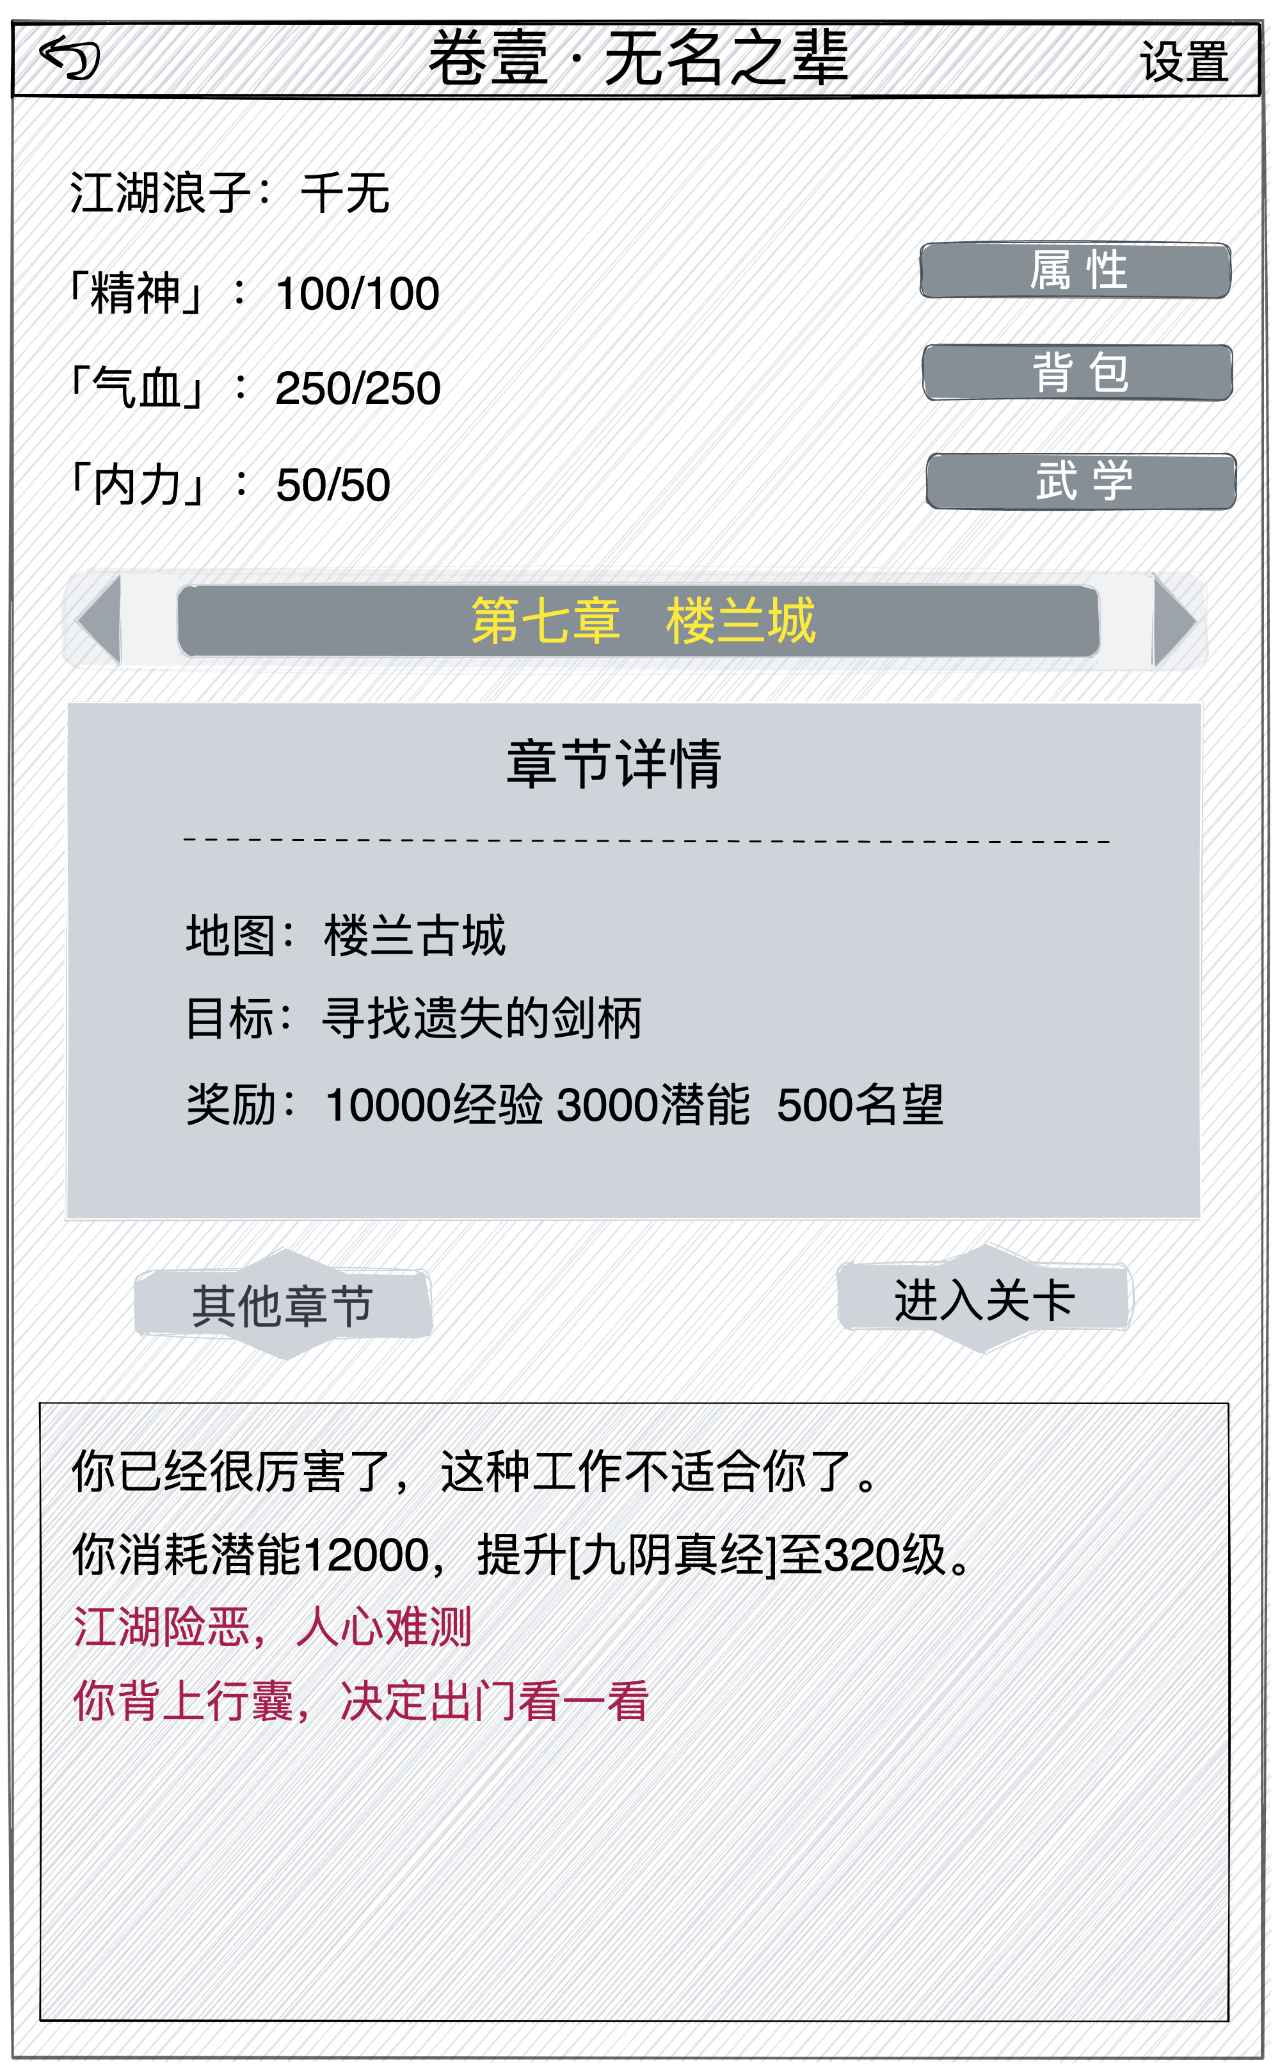 卷壹 · 无名之辈
设置
江湖浪子：千无
「精神」：100/100
属 性
「气血」：250/250
背 包
「内力」：50/50
武 学
第七章 楼兰城
章节详情
地图：楼兰古城
目标：寻找遗失的剑柄
奖励：10000经验 3000潜能 500名望
其他章节
进入关卡
你已经很厉害了，这种工作不适合你了。
你消耗潜能12000，提升[九阴真经]至320级。
江湖险恶，人心难测
你背上行囊，决定出门看一看